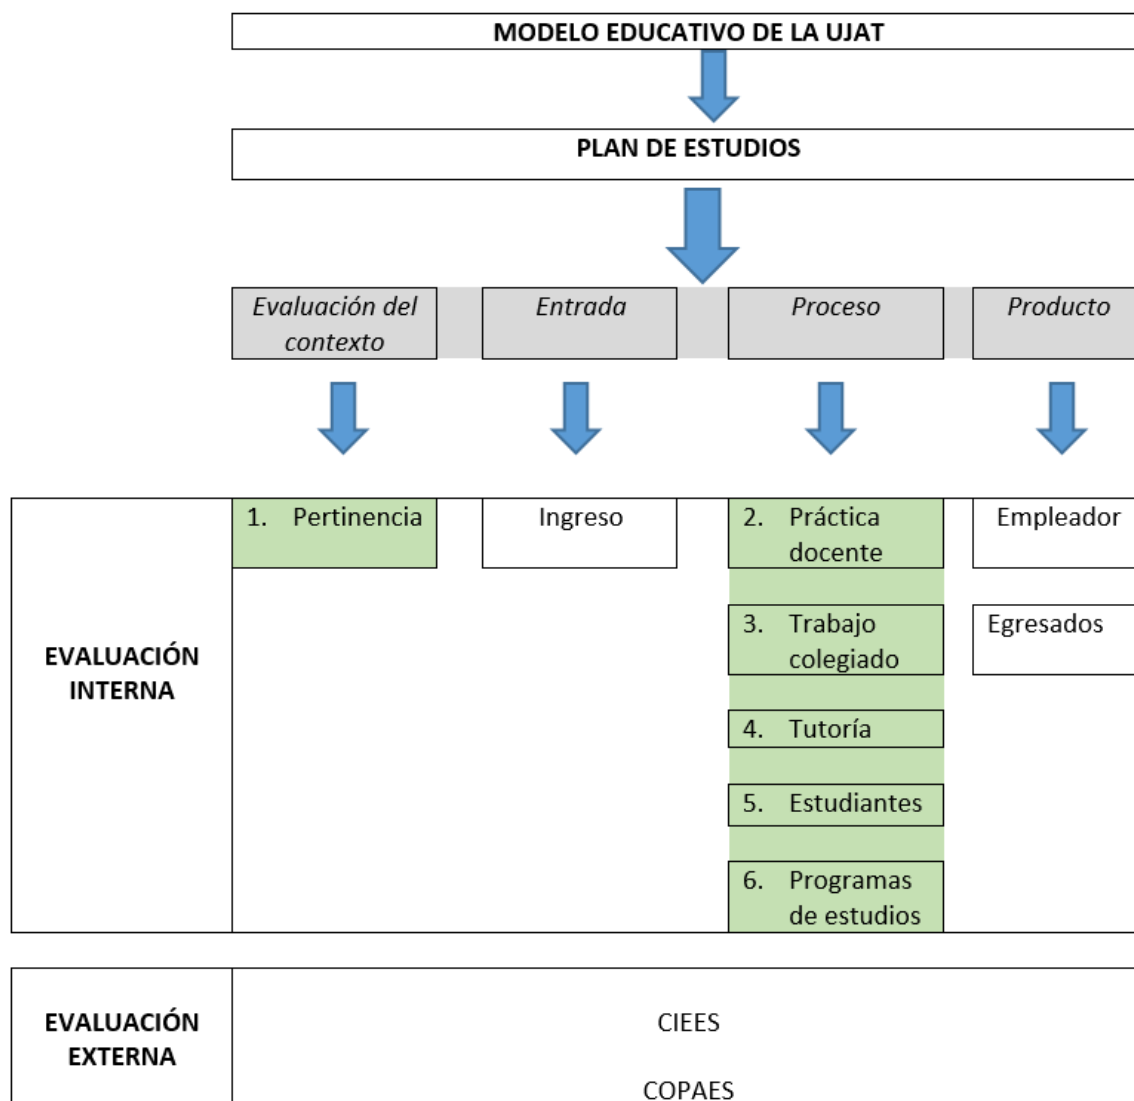 MODELO EDUCATIVO DE LA UJAT
PLAN DE ESTUDIOS
Evaluación del
contexto
Entrada
Proceso
Producto
EVALUACIÓN
INTERNA
1. Pertinencia
Ingreso
2. Práctica
docente
3. Trabajo
colegiado
4. Tutoría
5. Estudiantes
6. Programas
de estudios
Empleador
Egresados
EVALUACIÓN
EXTERNA
CIEES
COPAES